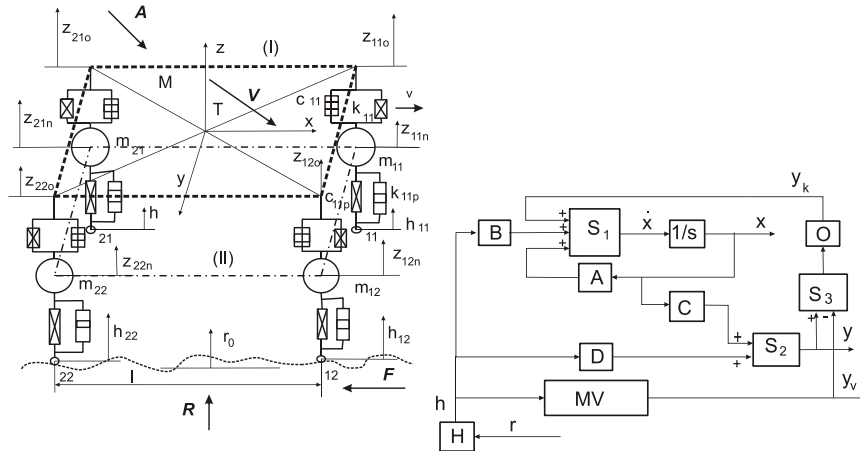 A
z21o
(I)
z11o
z
M
V
c11
v
T
k11
z21n
x
z11n
m21
z12o
m11
z22o
y
c11p
k11p
h
h11
21
11
(II)
z22n
z12n
m22
m12
h22
r0
h12
22
l
12
F
R
yk
+
B
+
S1
ẋ
1/s
x
O
+
A
S3
C
+ -
+
S2
y
D
+
yv
h
MV
H
r